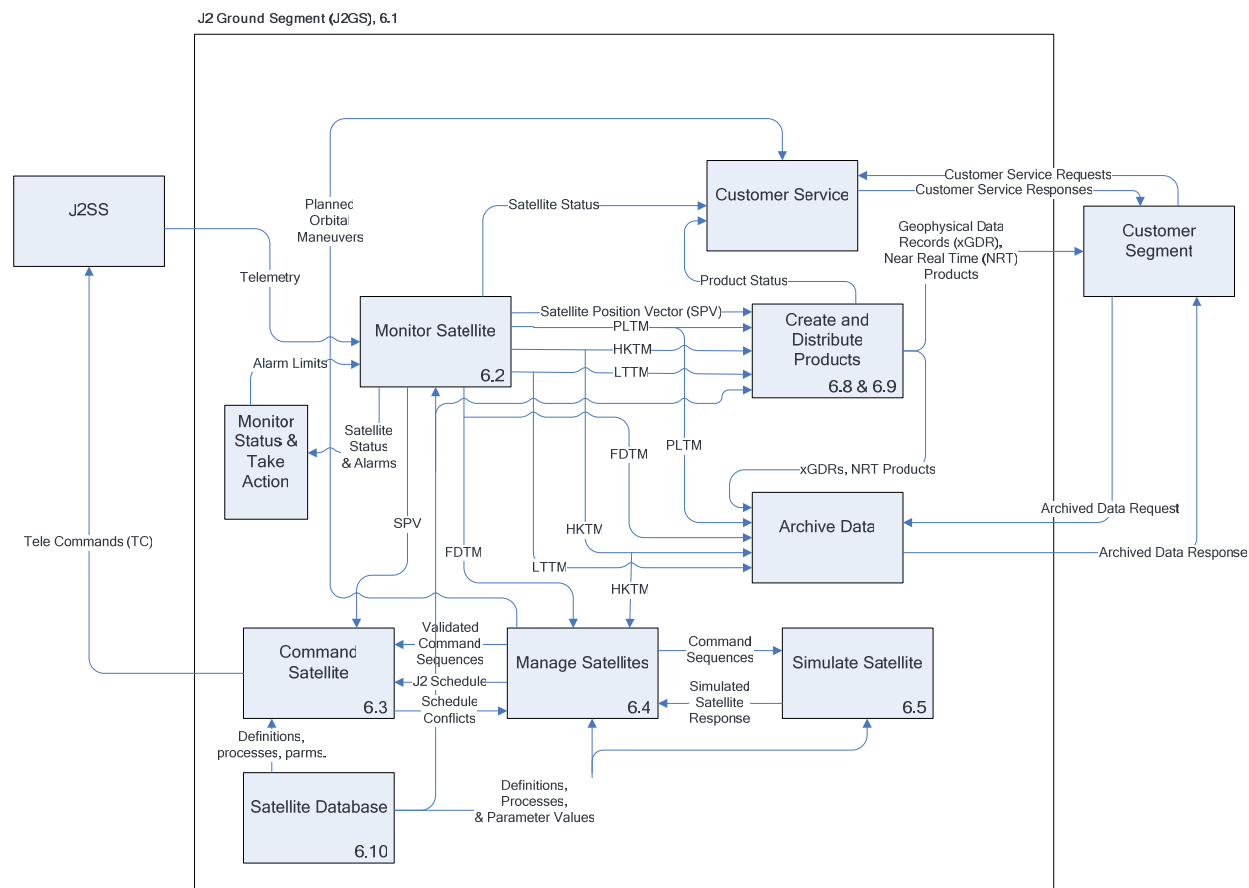 J2 Ground Segment (J2GS), 6.1
J2SS
Planned
Orbital
Maneuvers
Satellite Status
Customer Service
Customer Service Requests
Customer Service Responses
Customer
Segment
Geophysical Data
Records (xGDR),
Near Real Time (NRT)
Products
Telemetry
Product Status
Monitor Satellite
6.2
Satellite Position Vector (SPV)
PLTM
HKTM
LTTM
Create and
Distribute
Products
6.8 & 6.9
Alarm Limits
Monitor
Status &
Take
Action
Satellite
Status
& Alarms
FDTM
PLTM
xGDRs, NRT Products
Archive Data
Archived Data Request
Archived Data Response
Tele Commands (TC)
SPV
FDTM
HKTM
LTTM
HKTM
Command
Satellite
6.3
Validated
Command
Sequences
J2 Schedule
Schedule
Conflicts
Manage Satellites
6.4
Command
Sequences
Simulated
Satellite
Response
Simulate Satellite
6.5
Definitions,
processes, parms.
Satellite Database
6.10
Definitions,
Processes,
& Parameter Values